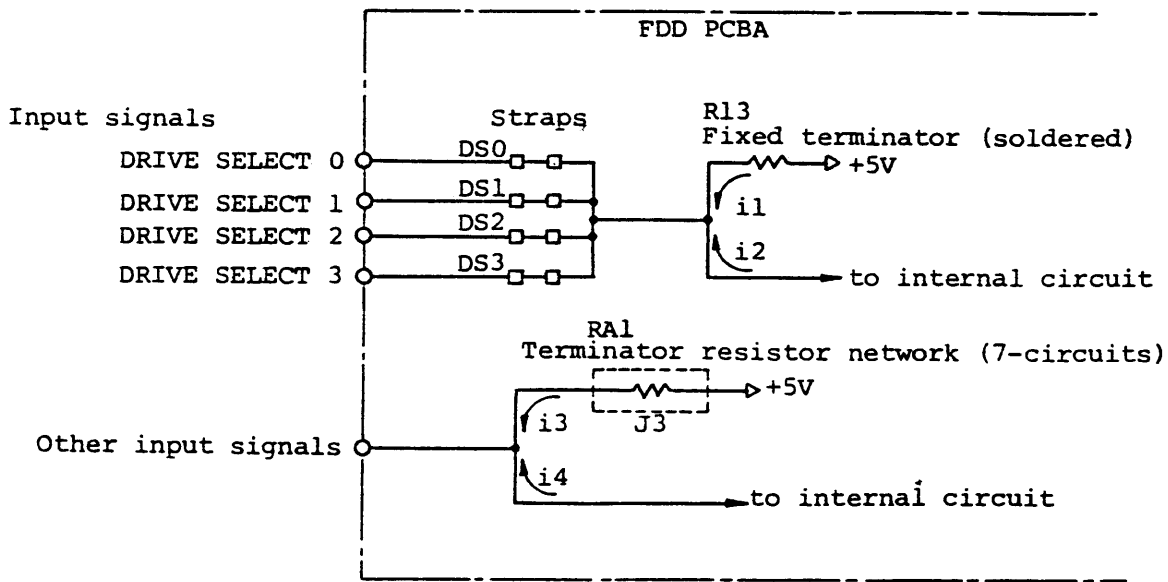 FDD PCBA
Input signals
Straps
R13
Fixed terminator (soldered)
DRIVE SELECT 0
DS0
+5V
DRIVE SELECT 1
DS1
i1
DRIVE SELECT 2
DS2
i2
DRIVE SELECT 3
DS3
to internal circuit
RA1
Terminator resistor network (7-circuits)
+5V
i3
J3
Other input signals
i4
to internal circuit